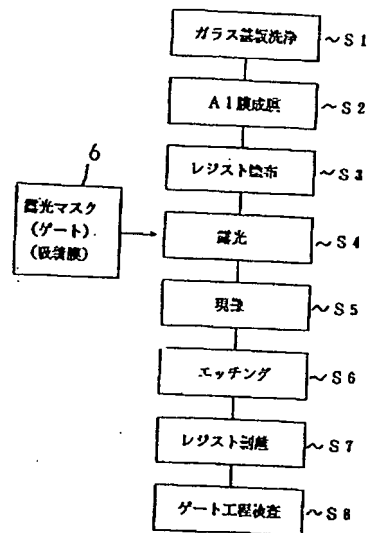 ガラス基板洗浄 ～S1
Al膜成膜 ～S2
レジスト塗布 ～S3
6
露光マスク
(ゲート)
(吸着膜)
露光 ～S4
現像 ～S5
エッチング ～S6
レジスト剥離 ～S7
ゲート工程検査 ～S8